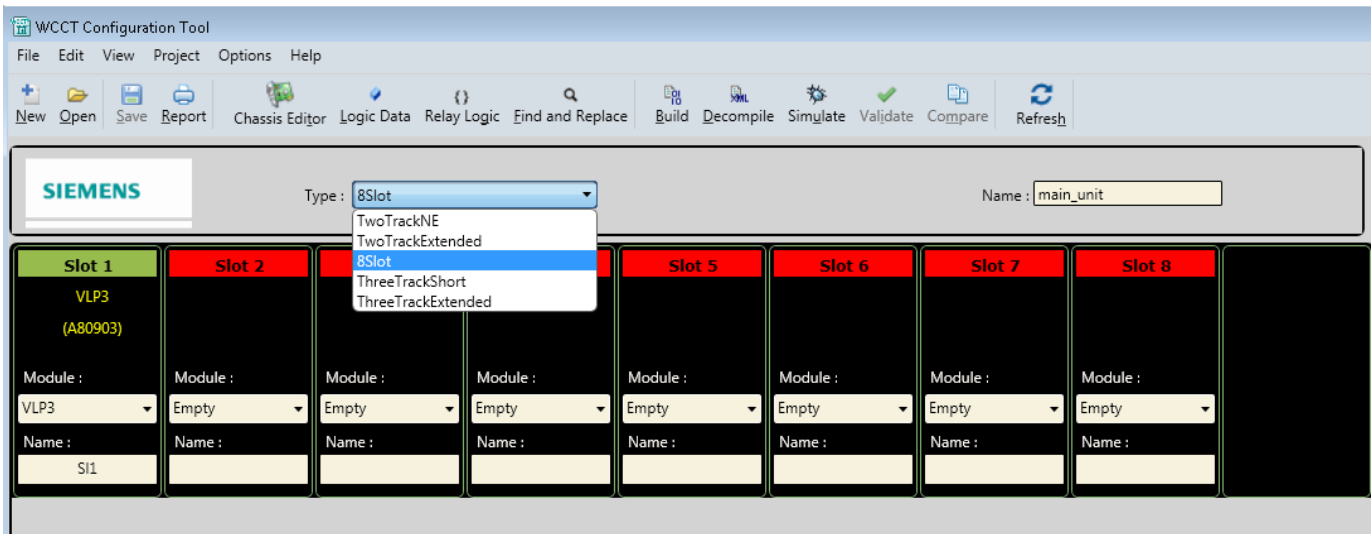 WCCT Configuration Tool
File Edit View Project Options Help
New Open Save Report Chassis Editor Logic Data Relay Logic Find and Replace Build Decompile Simulate Validate Compare Refresh
SIEMENS
Type : 8Slot
Name : main_unit
TwoTrackNE
TwoTrackExtended
8Slot
ThreeTrackShort
ThreeTrackExtended
Slot 1 Slot 2 Slot 5 Slot 6 Slot 7 Slot 8
VLP3
(A80903)
Module : Module : Module : Module : Module : Module : Module : Module :
VLP3 Empty Empty Empty Empty Empty Empty Empty
Name : Name : Name : Name : Name : Name : Name : Name :
SI1